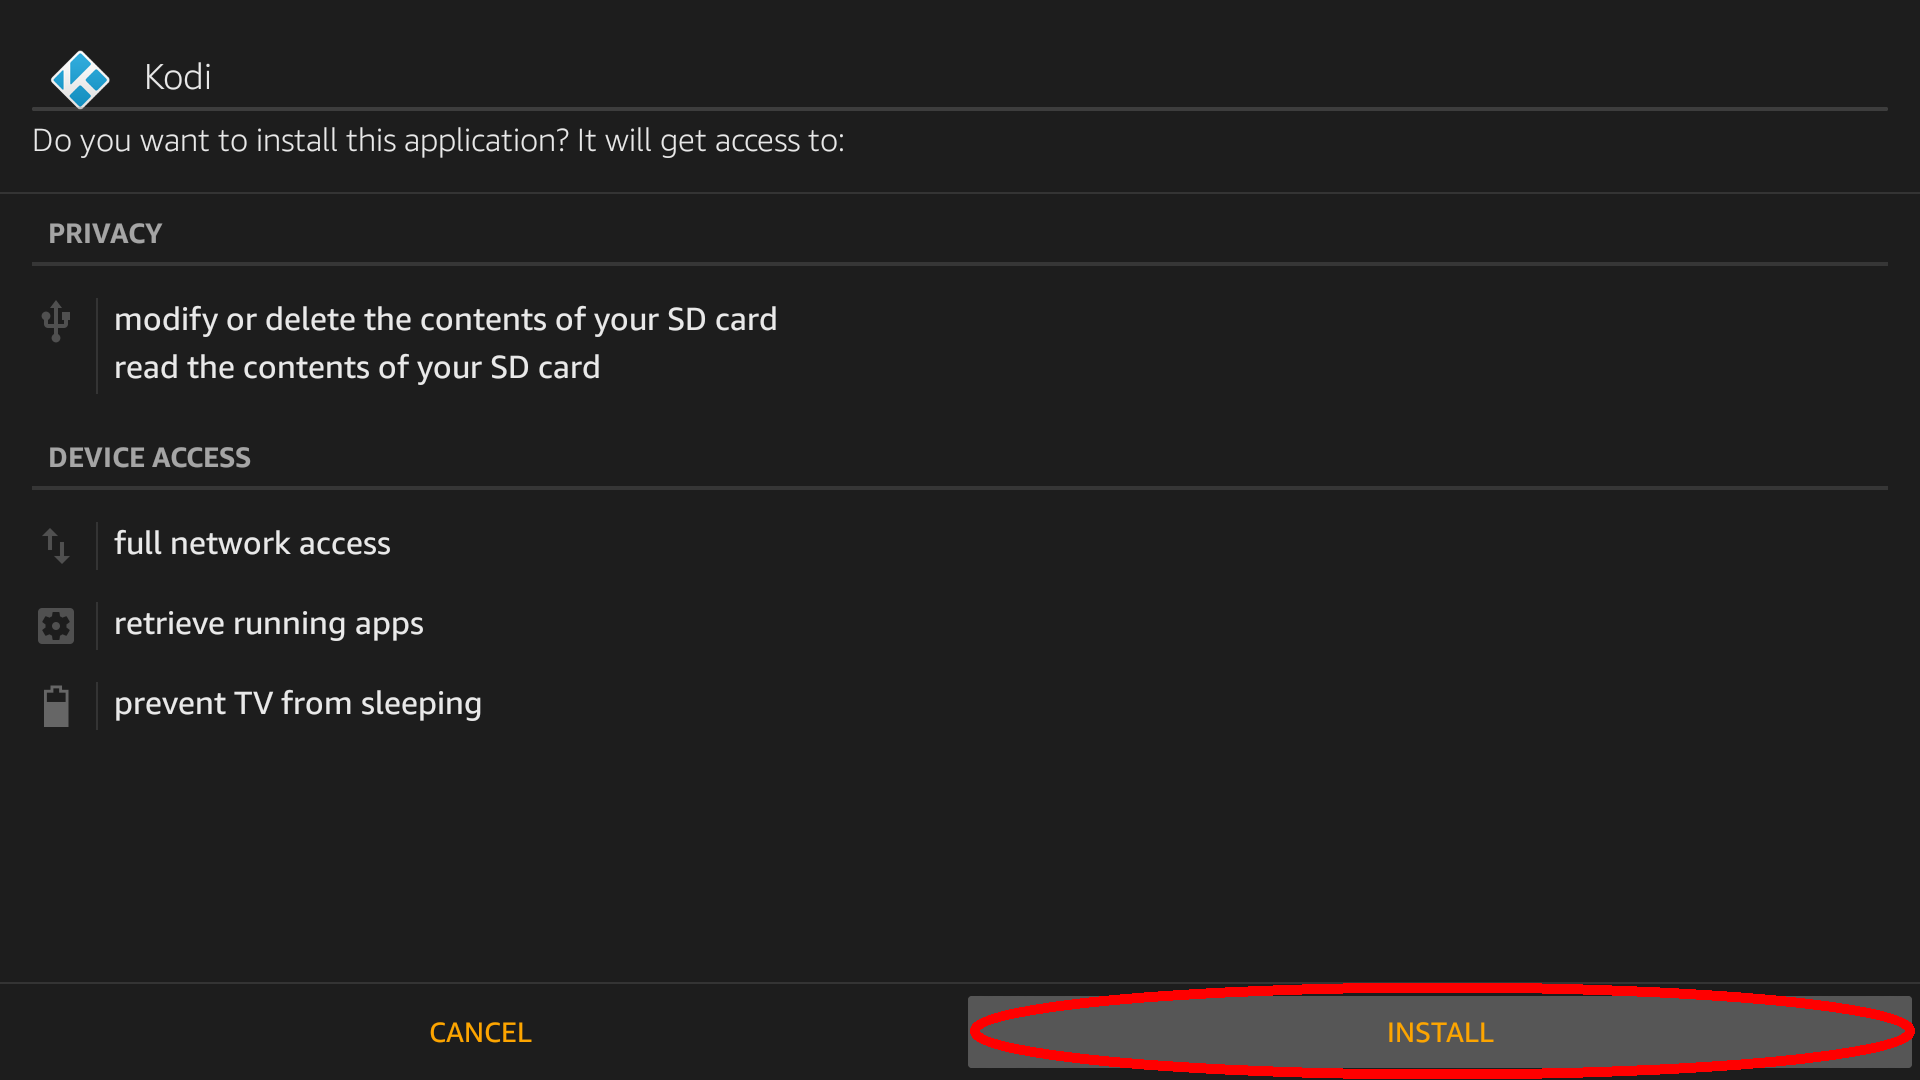 Kodi
Do you want to install this application? It will get access to:
PRIVACY
modify or delete the contents of your SD card
read the contents of your SD card
DEVICE ACCESS
full network access
retrieve running apps
prevent TV from sleeping
CANCEL
INSTALL